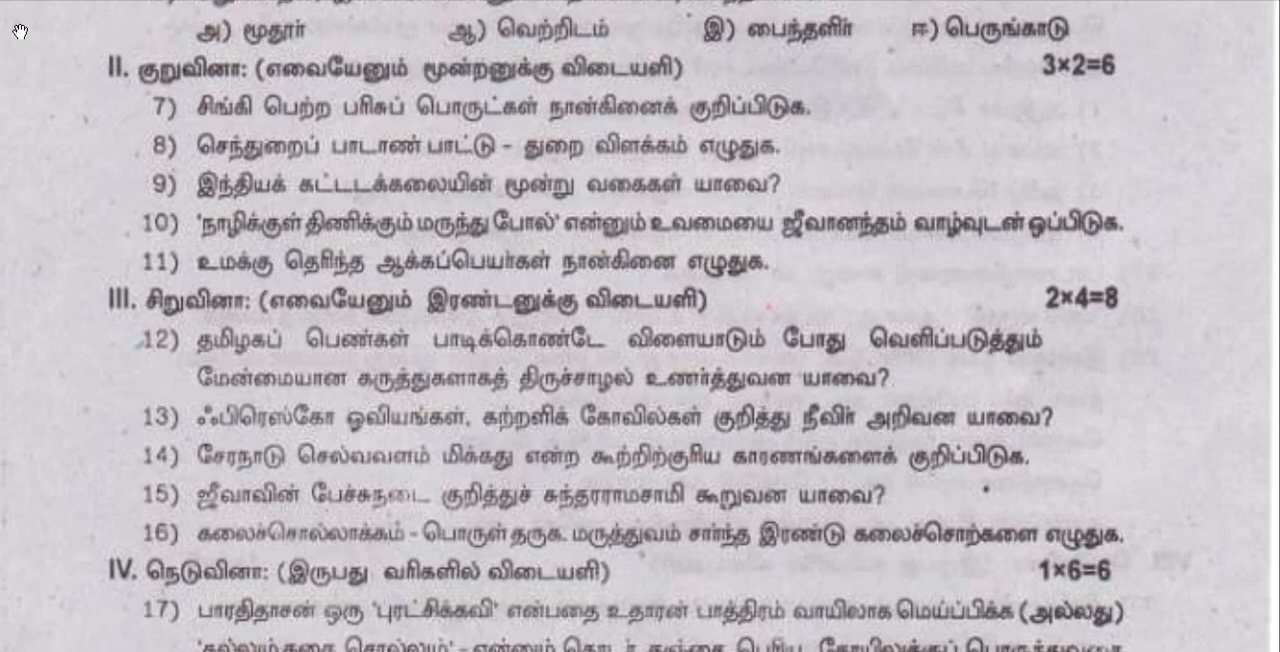 அ) மூதூர் ஆ) வெற்றிடம் இ) பைந்தளிர் ஈ) பெருங்காடு
II. குறுவினா: (எவையேனும் மூன்றனுக்கு விடையளி) 3×2=6
7) சிங்கி பெற்ற பரிசுப் பொருட்கள் நான்கினைக் குறிப்பிடுக.
8) செந்துறைப் பாடாண் பாட்டு - துறை விளக்கம் எழுதுக.
9) இந்தியக் கட்டடக்கலையின் மூன்று வகைகள் யாவை?
10) 'நாழிக்குள் திணிக்கும் மருந்து போல்' என்னும் உவமையை ஜீவானந்தம் வாழ்வுடன் ஒப்பிடுக.
11) உமக்கு தெரிந்த ஆக்கப்பெயர்கள் நான்கினை எழுதுக.
III. சிறுவினா: (எவையேனும் இரண்டனுக்கு விடையளி) 2×4=8
12) தமிழகப் பெண்கள் பாடிக்கொண்டே விளையாடும் போது வெளிப்படுத்தும்
மேன்மையான கருத்துகளாகத் திருச்சாழல் உணர்த்துவன யாவை?
13) ஃபிரெஸ்கோ ஓவியங்கள், கற்றளிக் கோவில்கள் குறித்து நீவிர் அறிவன யாவை?
14) சேரநாடு செல்வவளம் மிக்கது என்ற கூற்றிற்குரிய காரணங்களைக் குறிப்பிடுக.
15) ஜீவாவின் பேச்சுநடை குறித்துச் சுந்தரராமசாமி கூறுவன யாவை?
16) கலைச்சொல்லாக்கம் - பொருள் தருக. மருத்துவம் சார்ந்த இரண்டு கலைச்சொற்களை எழுதுக.
IV. நெடுவினா: (இருபது வரிகளில் விடையளி) 1×6=6
17) பாரதிதாசன் ஒரு 'புரட்சிக்கவி' என்பதை உதாரன் பாத்திரம் வாயிலாக மெய்ப்பிக்க (அல்லது)